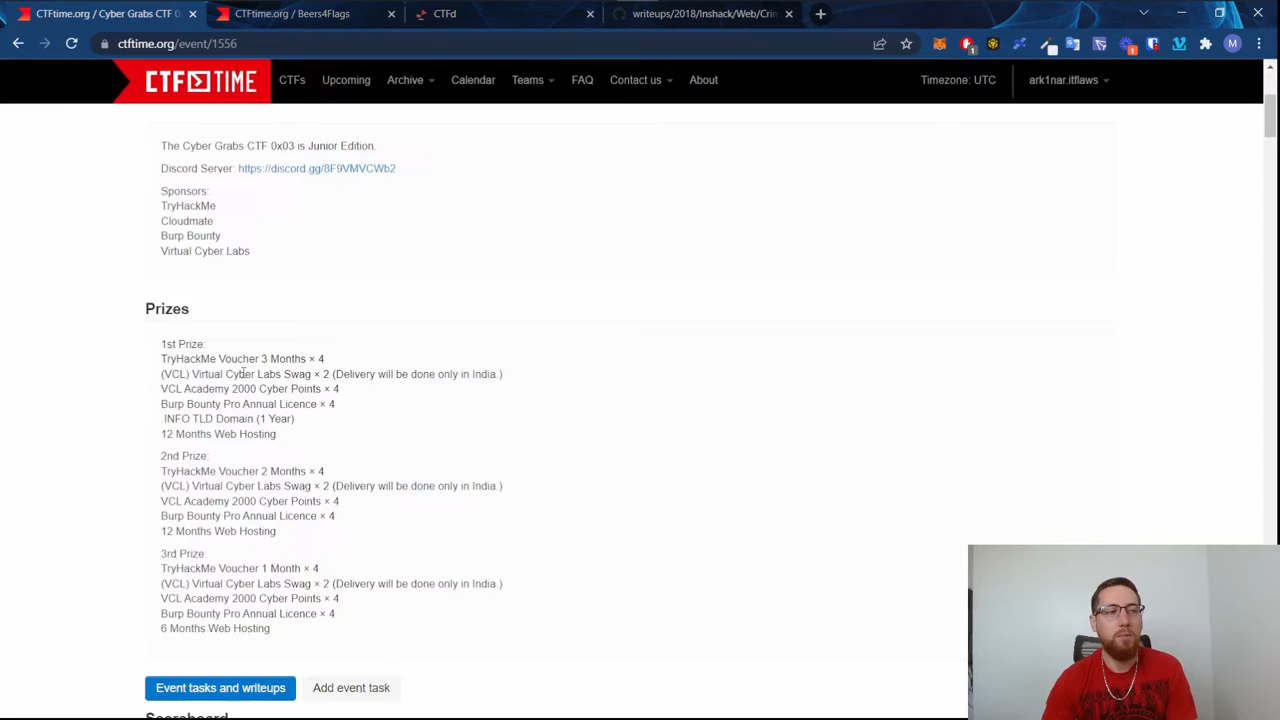 CTFtime.org / Cyber Grabs CTF 0
CTFtime.org / Beers4Flags
CTFd
writeups/2018/Inshack/Web/Crin
ctftime.org/event/1556
M
CTF TIME
CTFs
Upcoming
Archive
Calendar
Teams
FAQ
Contact us
About
Timezone: UTC
ark1nar.itflaws
The Cyber Grabs CTF 0x03 is Junior Edition.
Discord Server: https://discord.gg/8F9VMVCWb2
Sponsors:
TryHackMe
Cloudmate
Burp Bounty
Virtual Cyber Labs
Prizes
1st Prize:
TryHackMe Voucher 3 Months × 4
(VCL) Virtual Cyber Labs Swag × 2 (Delivery will be done only in India.)
VCL Academy 2000 Cyber Points × 4
Burp Bounty Pro Annual Licence × 4
.INFO TLD Domain (1 Year)
12 Months Web Hosting
2nd Prize:
TryHackMe Voucher 2 Months × 4
(VCL) Virtual Cyber Labs Swag × 2 (Delivery will be done only in India.)
VCL Academy 2000 Cyber Points × 4
Burp Bounty Pro Annual Licence × 4
12 Months Web Hosting
3rd Prize:
TryHackMe Voucher 1 Month × 4
(VCL) Virtual Cyber Labs Swag × 2 (Delivery will be done only in India.)
VCL Academy 2000 Cyber Points × 4
Burp Bounty Pro Annual Licence × 4
6 Months Web Hosting
Event tasks and writeups
Add event task
Scoreboard